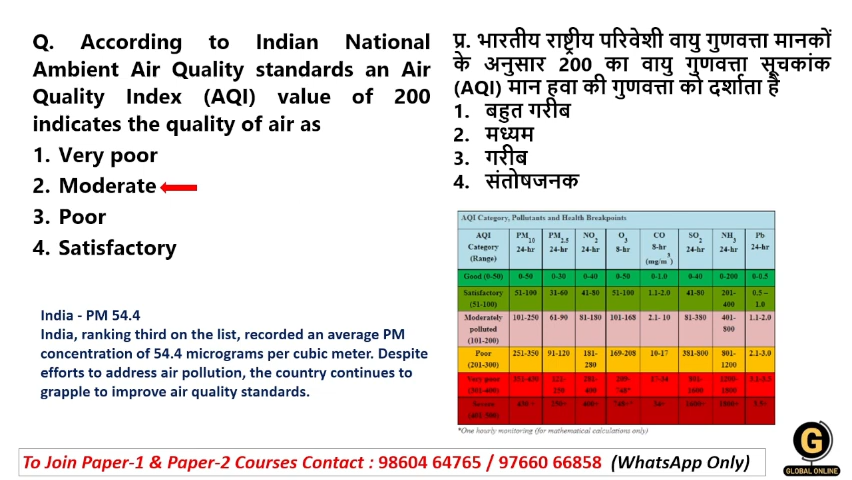 Q. According to Indian National
Ambient Air Quality standards an Air
Quality Index (AQI) value of 200
indicates the quality of air as
1. Very poor
2. Moderate
3. Poor
4. Satisfactory
India - PM 54.4
India, ranking third on the list, recorded an average PM
concentration of 54.4 micrograms per cubic meter. Despite
efforts to address air pollution, the country continues to
grapple to improve air quality standards.
प्र. भारतीय राष्ट्रीय परिवेशी वायु गुणवत्ता मानकों
के अनुसार 200 का वायु गुणवत्ता सूचकांक
(AQI) मान हवा की गुणवत्ता को दर्शाता है
1. बहुत गरीब
2. मध्यम
3. गरीब
4. संतोषजनक
AQI Category, Pollutants and Health Breakpoints
AQI Category (Range) PM10 24-hr PM2.5 24-hr NO2 24-hr O3 8-hr CO 8-hr (mg/m3) SO2 24-hr NH3 24-hr Pb 24-hr
Good (0-50) 0-50 0-30 0-40 0-50 0-1.0 0-40 0-200 0-0.5
Satisfactory (51-100) 51-100 31-60 41-80 51-100 1.1-2.0 41-80 201-400 0.5 – 1.0
Moderately polluted (101-200) 101-250 61-90 81-180 101-168 2.1- 10 81-380 401-800 1.1-2.0
Poor (201-300) 251-350 91-120 181-280 169-208 10-17 381-800 801-1200 2.1-3.0
Very poor (301-400)
Severe
*One hourly monitoring (for mathematical calculations only)
G
GLOBAL ONLINE
To Join Paper-1 & Paper-2 Courses Contact : 98604 64765 / 97660 66858 (WhatsApp Only)